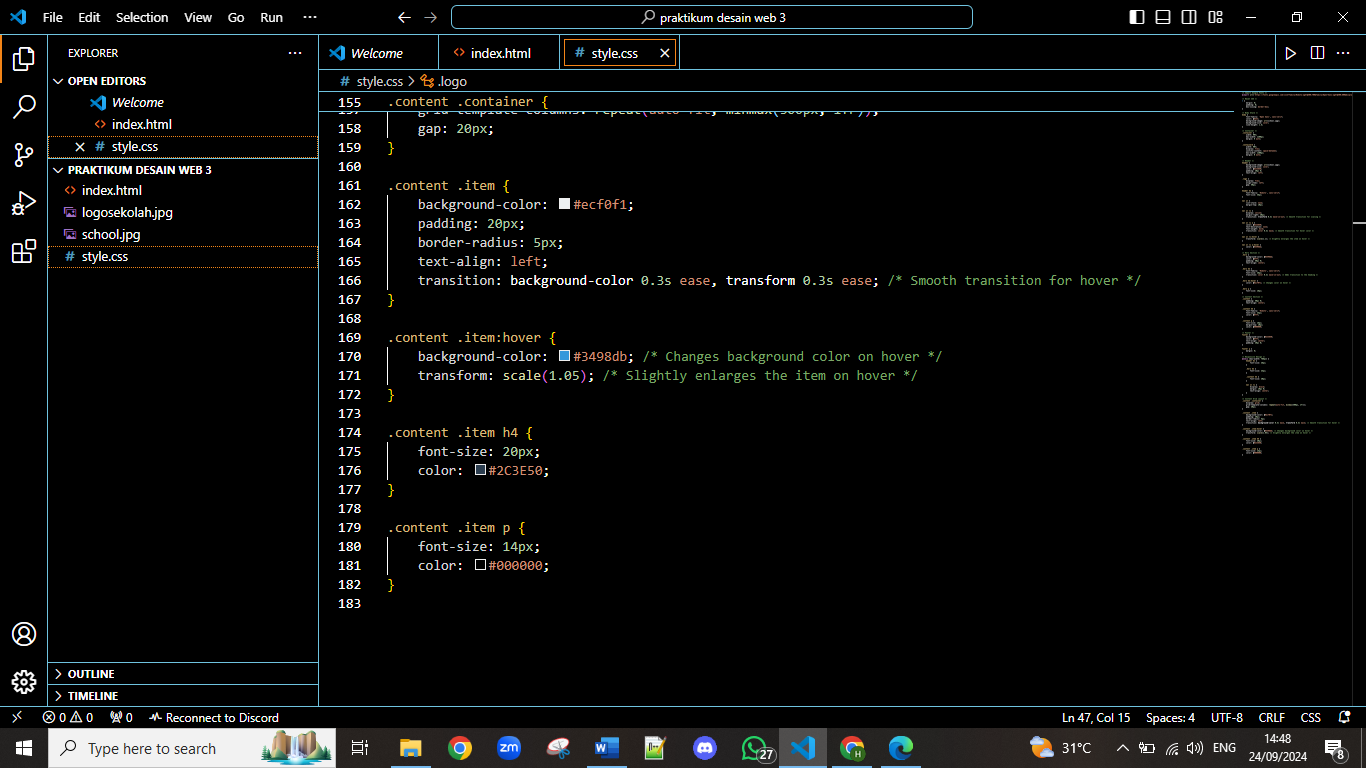 File Edit Selection View Go Run ···
praktikum desain web 3
EXPLORER
OPEN EDITORS
Welcome
index.html
style.css
PRAKTIKUM DESAIN WEB 3
index.html
logosekolah.jpg
school.jpg
style.css
OUTLINE
TIMELINE
Welcome
index.html
# style.css
# style.css > .logo
155 .content .container {
158 gap: 20px;
159 }
160
161 .content .item {
162 background-color: #ecf0f1;
163 padding: 20px;
164 border-radius: 5px;
165 text-align: left;
166 transition: background-color 0.3s ease, transform 0.3s ease; /* Smooth transition for hover */
167 }
168
169 .content .item:hover {
170 background-color: #3498db; /* Changes background color on hover */
171 transform: scale(1.05); /* Slightly enlarges the item on hover */
172 }
173
174 .content .item h4 {
175 font-size: 20px;
176 color: #2C3E50;
177 }
178
179 .content .item p {
180 font-size: 14px;
181 color: #000000;
182 }
183
0 0 0 Reconnect to Discord
Ln 47, Col 15 Spaces: 4 UTF-8 CRLF CSS
Type here to search
zm
27
31°C
ENG
14:48
24/09/2024
8